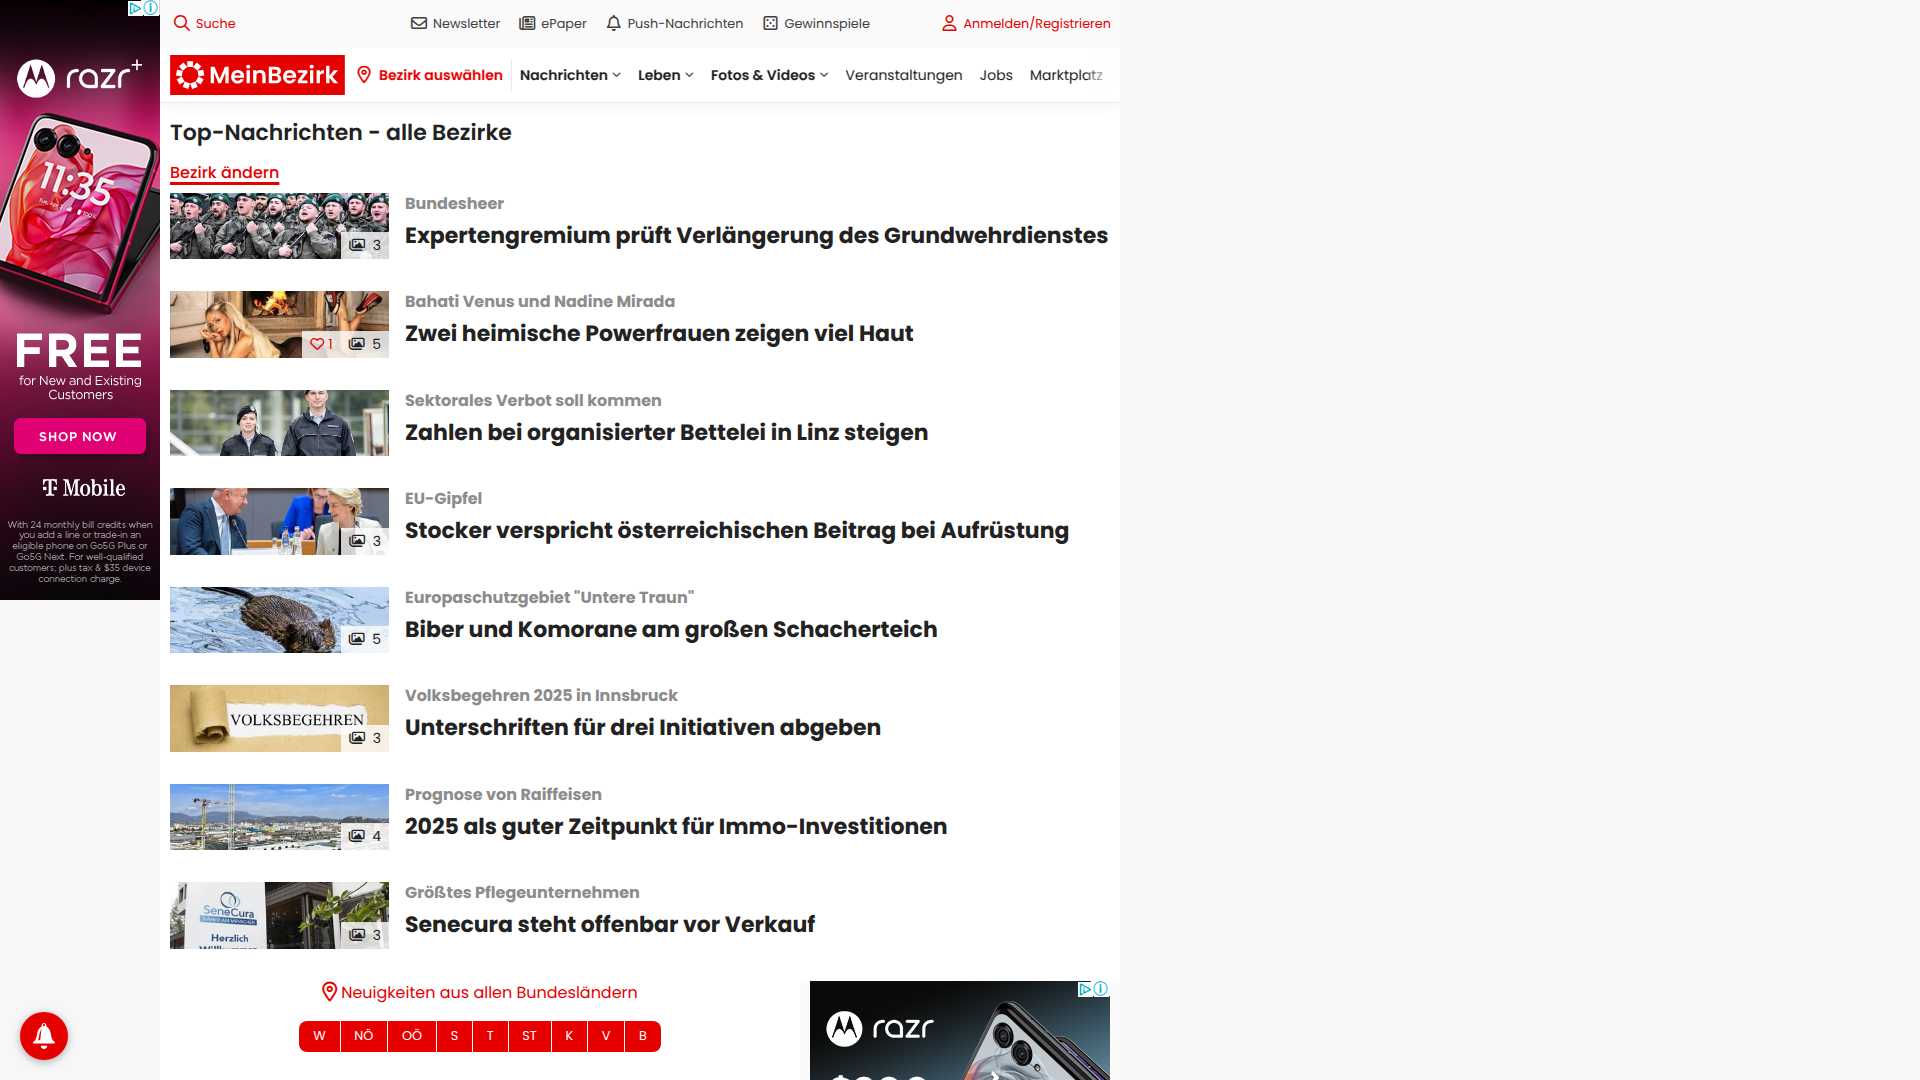 Suche
Newsletter
ePaper
Push-Nachrichten
Gewinnspiele
Anmelden/Registrieren
MeinBezirk
Bezirk auswählen
Nachrichten
Leben
Fotos & Videos
Veranstaltungen
Jobs
Marktplatz
razr+
11:35
FREE
for New and Existing
Customers
SHOP NOW
T Mobile
With 24 monthly bill credits when
you add a line or trade-in an
eligible phone on Go5G Plus or
Go5G Next. For well-qualified
customers; plus tax & $35 device
connection charge.
Top-Nachrichten - alle Bezirke
Bezirk ändern
3
Bundesheer
Expertengremium prüft Verlängerung des Grundwehrdienstes
1 5
Bahati Venus und Nadine Mirada
Zwei heimische Powerfrauen zeigen viel Haut
Sektorales Verbot soll kommen
Zahlen bei organisierter Bettelei in Linz steigen
3
EU-Gipfel
Stocker verspricht österreichischen Beitrag bei Aufrüstung
5
Europaschutzgebiet "Untere Traun"
Biber und Komorane am großen Schacherteich
VOLKSBEGEHREN
3
Volksbegehren 2025 in Innsbruck
Unterschriften für drei Initiativen abgeben
4
Prognose von Raiffeisen
2025 als guter Zeitpunkt für Immo-Investitionen
SeneCura
Herzlich
3
Größtes Pflegeunternehmen
Senecura steht offenbar vor Verkauf
Neuigkeiten aus allen Bundesländern
W
NÖ
OÖ
S
T
ST
K
V
B
razr